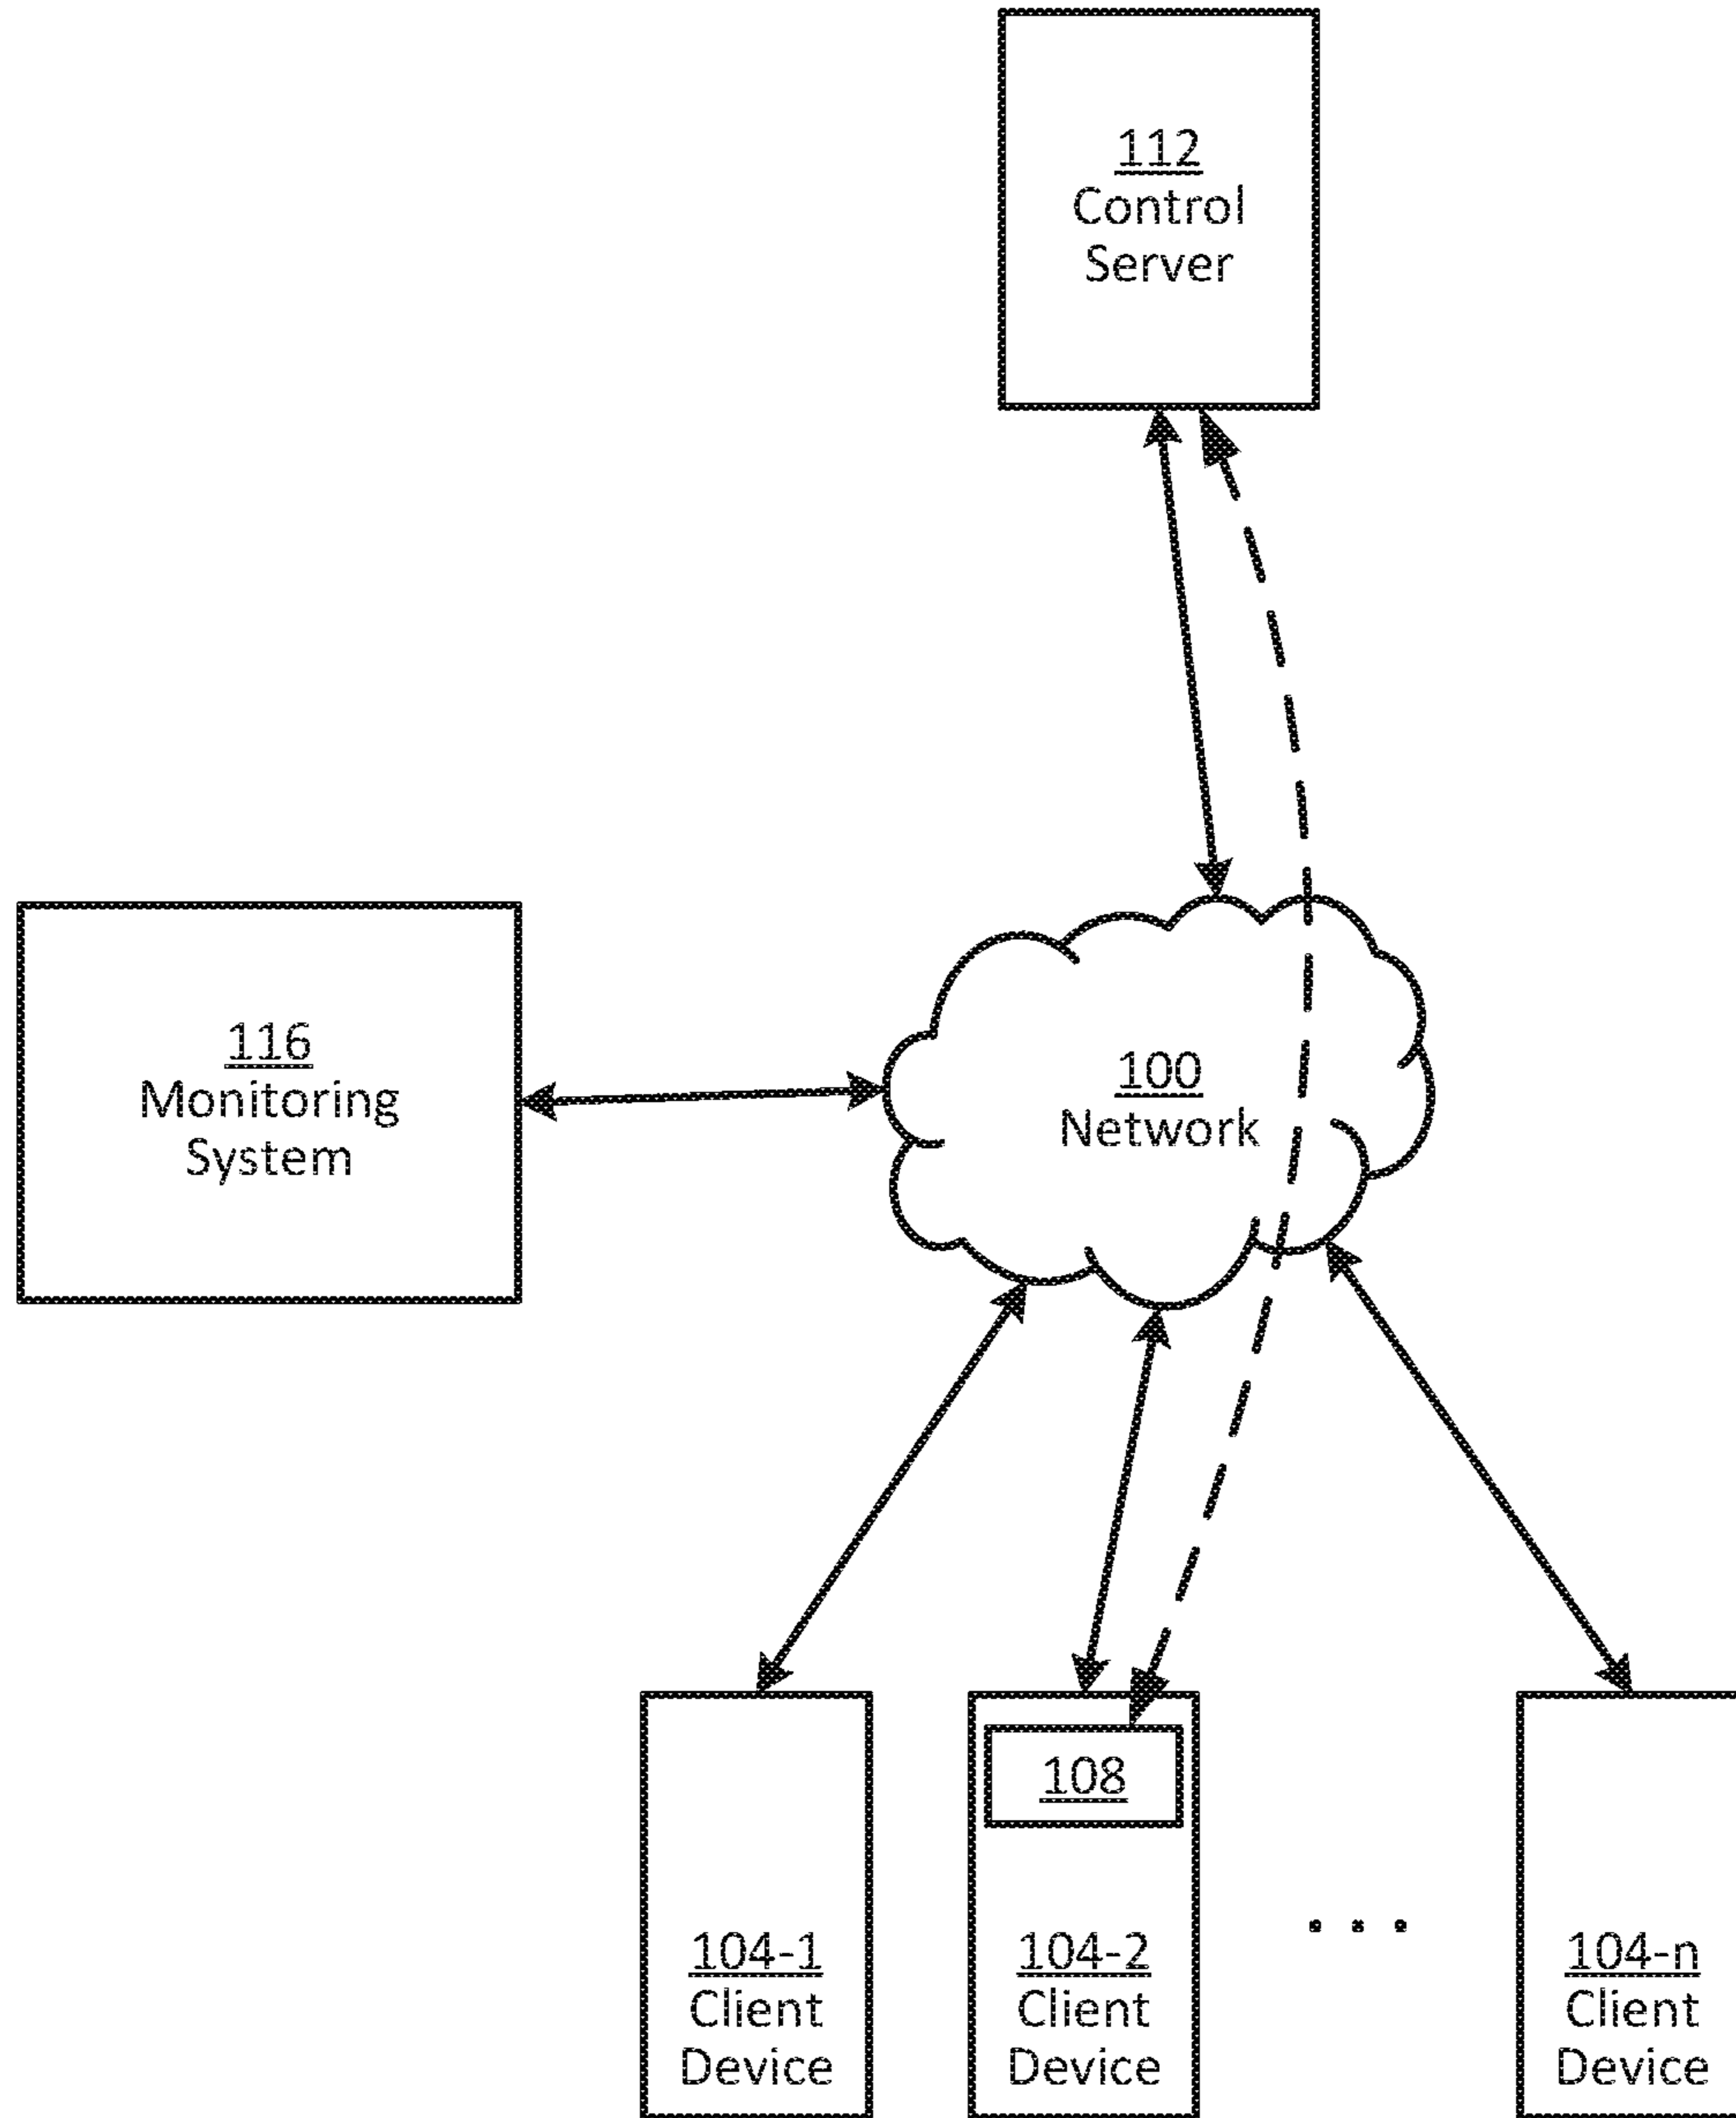 112
Control
Server
116
Monitoring
System
100
Network
108
104-1
Client
Device
104-2
Client
Device
. . .
104-n
Client
Device